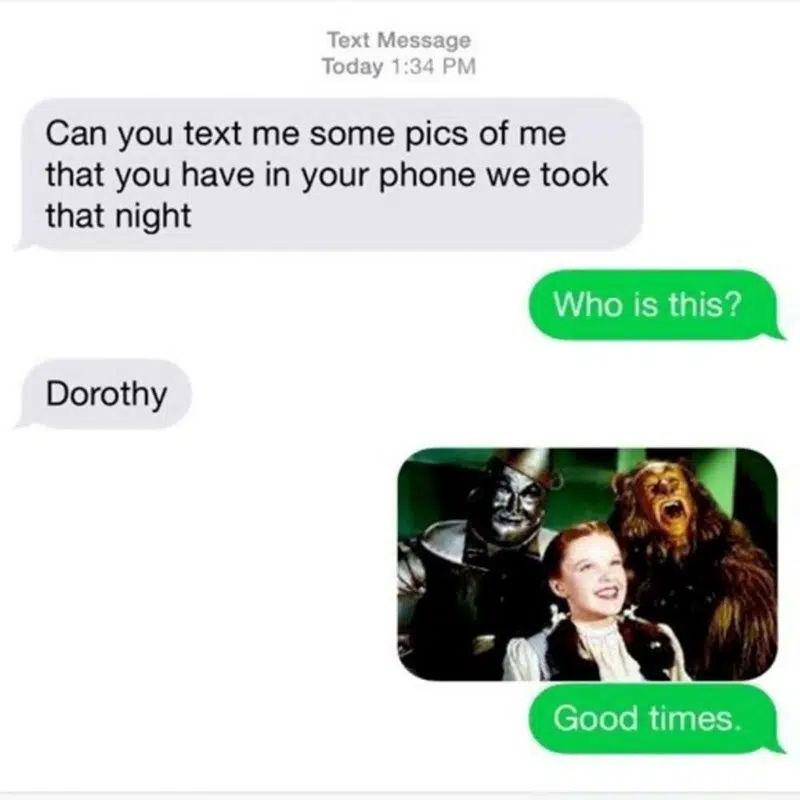 Text Message
Today 1:34 PM
Can you text me some pics of me
that you have in your phone we took
that night
Who is this?
Dorothy
Good times.